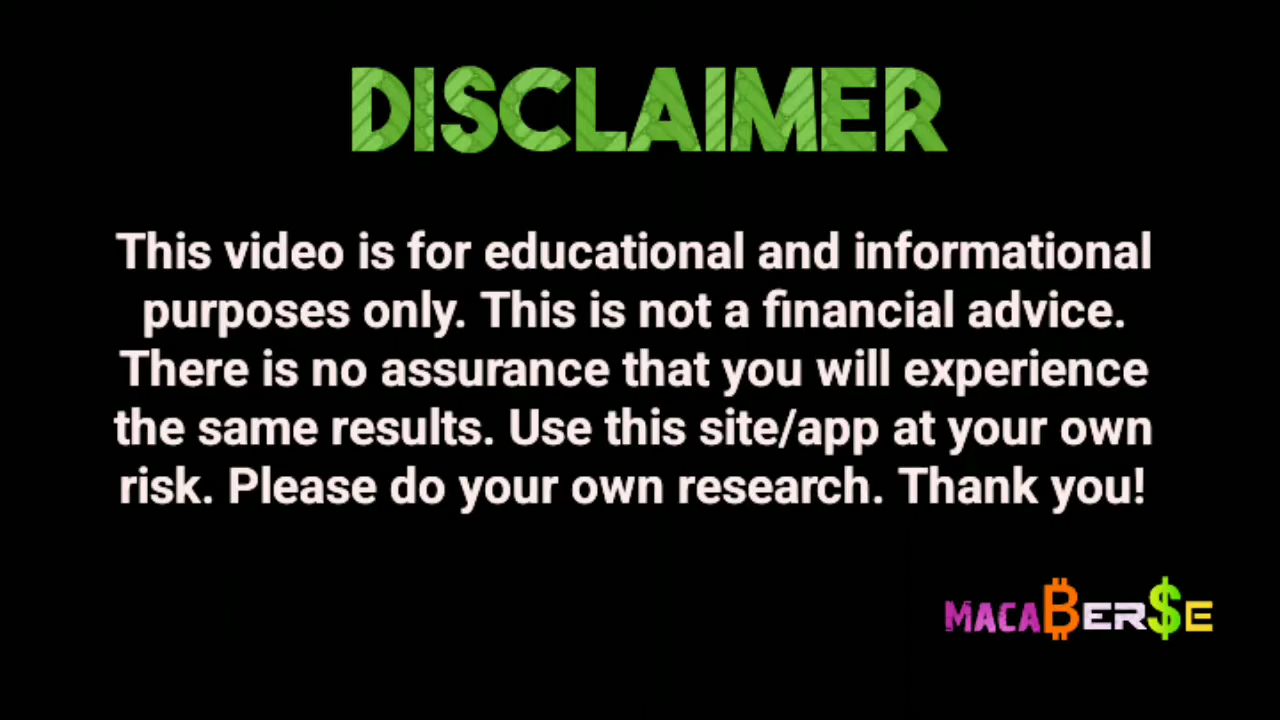 DISCLAIMER
This video is for educational and informational
purposes only. This is not a financial advice.
There is no assurance that you will experience
the same results. Use this site/app at your own
risk. Please do your own research. Thank you!
MACA₿ER$E